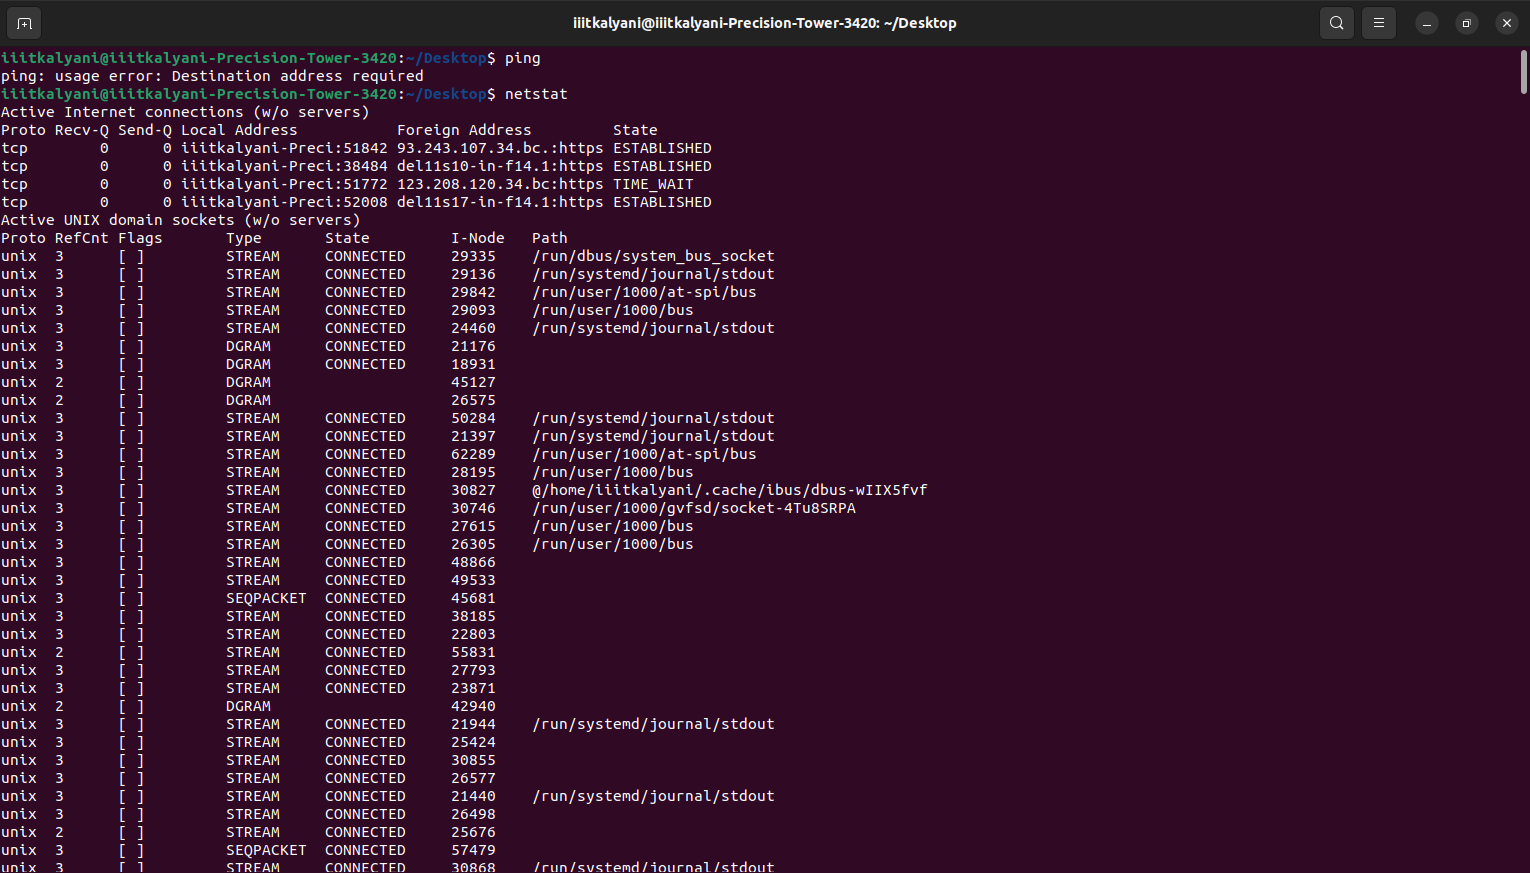 iiitkalyani@iiitkalyani-Precision-Tower-3420: ~/Desktop
iiitkalyani@iiitkalyani-Precision-Tower-3420:~/Desktop$ ping
ping: usage error: Destination address required
iiitkalyani@iiitkalyani-Precision-Tower-3420:~/Desktop$ netstat
Active Internet connections (w/o servers)
Proto Recv-Q Send-Q Local Address           Foreign Address         State
tcp        0      0 iiitkalyani-Preci:51842 93.243.107.34.bc.:https ESTABLISHED
tcp        0      0 iiitkalyani-Preci:38484 del11s10-in-f14.1:https ESTABLISHED
tcp        0      0 iiitkalyani-Preci:51772 123.208.120.34.bc:https TIME_WAIT
tcp        0      0 iiitkalyani-Preci:52008 del11s17-in-f14.1:https ESTABLISHED
Active UNIX domain sockets (w/o servers)
Proto RefCnt Flags       Type       State         I-Node   Path
unix  3      [ ]         STREAM     CONNECTED     29335    /run/dbus/system_bus_socket
unix  3      [ ]         STREAM     CONNECTED     29136    /run/systemd/journal/stdout
unix  3      [ ]         STREAM     CONNECTED     29842    /run/user/1000/at-spi/bus
unix  3      [ ]         STREAM     CONNECTED     29093    /run/user/1000/bus
unix  3      [ ]         STREAM     CONNECTED     24460    /run/systemd/journal/stdout
unix  3      [ ]         DGRAM      CONNECTED     21176
unix  3      [ ]         DGRAM      CONNECTED     18931
unix  2      [ ]         DGRAM                    45127
unix  2      [ ]         DGRAM                    26575
unix  3      [ ]         STREAM     CONNECTED     50284    /run/systemd/journal/stdout
unix  3      [ ]         STREAM     CONNECTED     21397    /run/systemd/journal/stdout
unix  3      [ ]         STREAM     CONNECTED     62289    /run/user/1000/at-spi/bus
unix  3      [ ]         STREAM     CONNECTED     28195    /run/user/1000/bus
unix  3      [ ]         STREAM     CONNECTED     30827    @/home/iiitkalyani/.cache/ibus/dbus-wIIX5fvf
unix  3      [ ]         STREAM     CONNECTED     30746    /run/user/1000/gvfsd/socket-4Tu8SRPA
unix  3      [ ]         STREAM     CONNECTED     27615    /run/user/1000/bus
unix  3      [ ]         STREAM     CONNECTED     26305    /run/user/1000/bus
unix  3      [ ]         STREAM     CONNECTED     48866
unix  3      [ ]         STREAM     CONNECTED     49533
unix  3      [ ]         SEQPACKET  CONNECTED     45681
unix  3      [ ]         STREAM     CONNECTED     38185
unix  3      [ ]         STREAM     CONNECTED     22803
unix  2      [ ]         STREAM     CONNECTED     55831
unix  3      [ ]         STREAM     CONNECTED     27793
unix  3      [ ]         STREAM     CONNECTED     23871
unix  2      [ ]         DGRAM                    42940
unix  3      [ ]         STREAM     CONNECTED     21944    /run/systemd/journal/stdout
unix  3      [ ]         STREAM     CONNECTED     25424
unix  3      [ ]         STREAM     CONNECTED     30855
unix  3      [ ]         STREAM     CONNECTED     26577
unix  3      [ ]         STREAM     CONNECTED     21440    /run/systemd/journal/stdout
unix  3      [ ]         STREAM     CONNECTED     26498
unix  2      [ ]         STREAM     CONNECTED     25676
unix  3      [ ]         SEQPACKET  CONNECTED     57479
unix  3      [ ]         STREAM     CONNECTED     30868    /run/systemd/journal/stdout